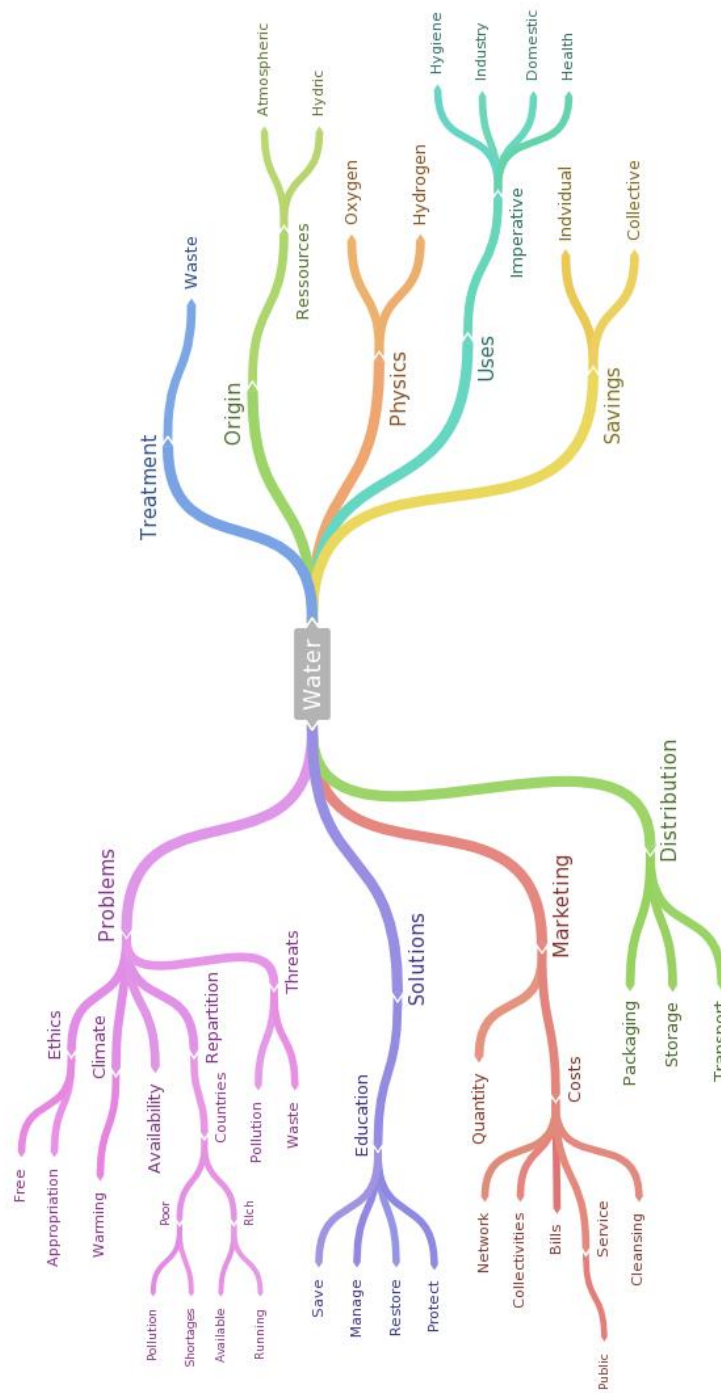 Water
Treatment
Waste
Origin
Ressources
Atmospheric
Hydric
Physics
Oxygen
Hydrogen
Uses
Imperative
Hygiene
Industry
Domestic
Health
Savings
Indvidual
Collective
Problems
Ethics
Free
Appropriation
Climate
Warming
Availability
Repartition
Countries
Poor
Pollution
Shortages
RIch
Available
Running
Threats
Pollution
Waste
Solutions
Education
Save
Manage
Restore
Protect
Marketing
Quantity
Costs
Network
Collectivities
Bills
Service
Public
Cleansing
Distribution
Packaging
Storage
Transport